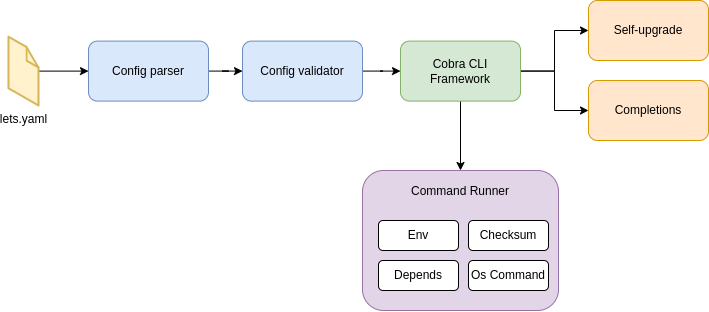 lets.yaml
Config parser
Config validator
Cobra CLI
Framework
Self-upgrade
Completions
Command Runner
Env
Checksum
Depends
Os Command